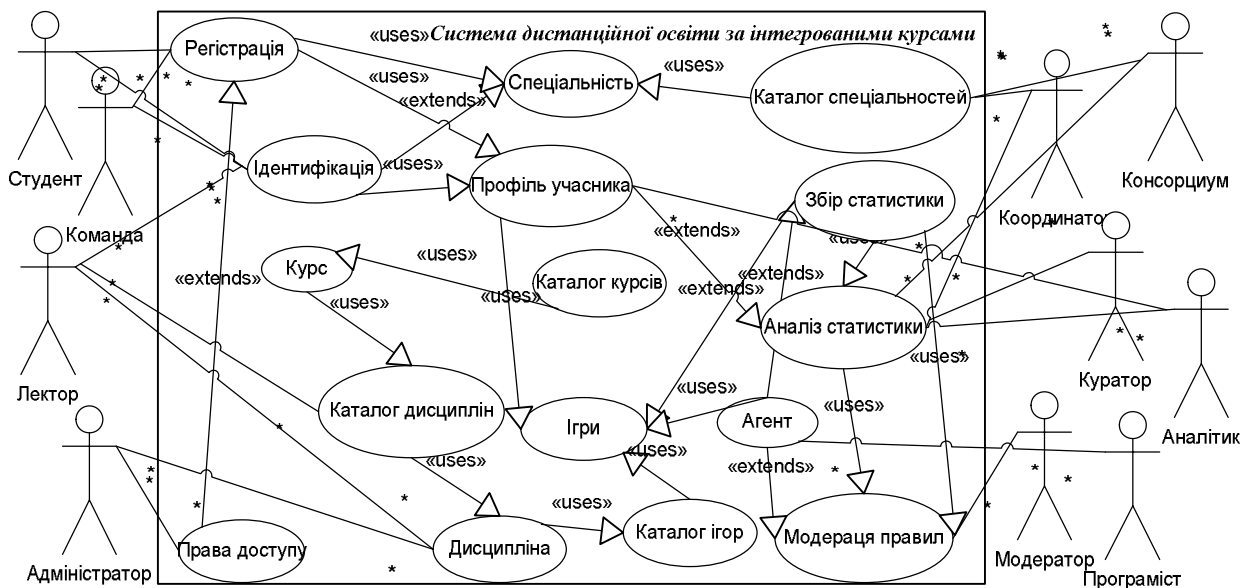 «uses» Система дистанційної освіти за інтегрованими курсами
Регістрація
«uses»
«uses»
Спеціальність
Каталог спеціальностей
«extends»
Ідентифікація
«uses»
Профіль учасника
Збір статистики
Студент
Команда
Консорциум
Координато
«extends»
«uses»
«extends»
Курс
«uses»
Каталог курсів
«extends»
«uses»
«uses»
«extends»
Аналіз статистики
«uses»
Лектор
Куратор
Аналітик
«uses»
«uses»
Каталог дисциплін
Ігри
Агент
«uses»
«uses»
«extends»
«uses»
Права доступу
Дисципліна
Каталог ігор
Модераця правил
Адміністратор
Модератор
Програміст